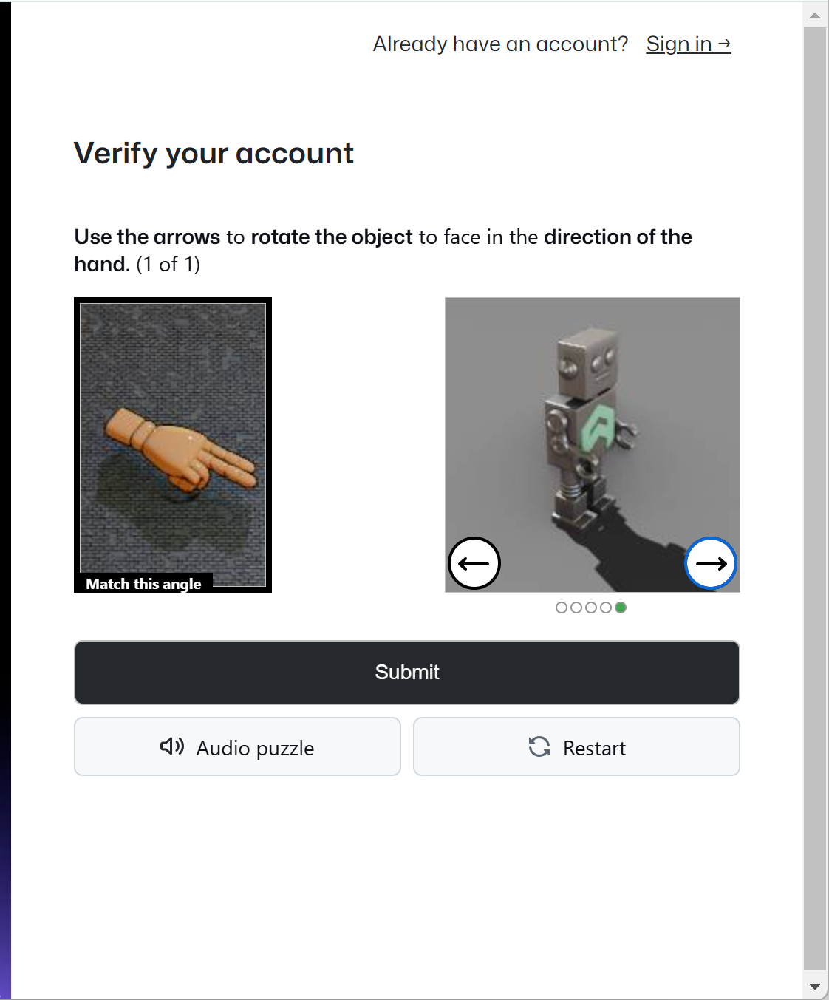 Already have an account? Sign in →
Verify your account
Use the arrows to rotate the object to face in the direction of the
hand. (1 of 1)
Match this angle
Submit
Audio puzzle
Restart